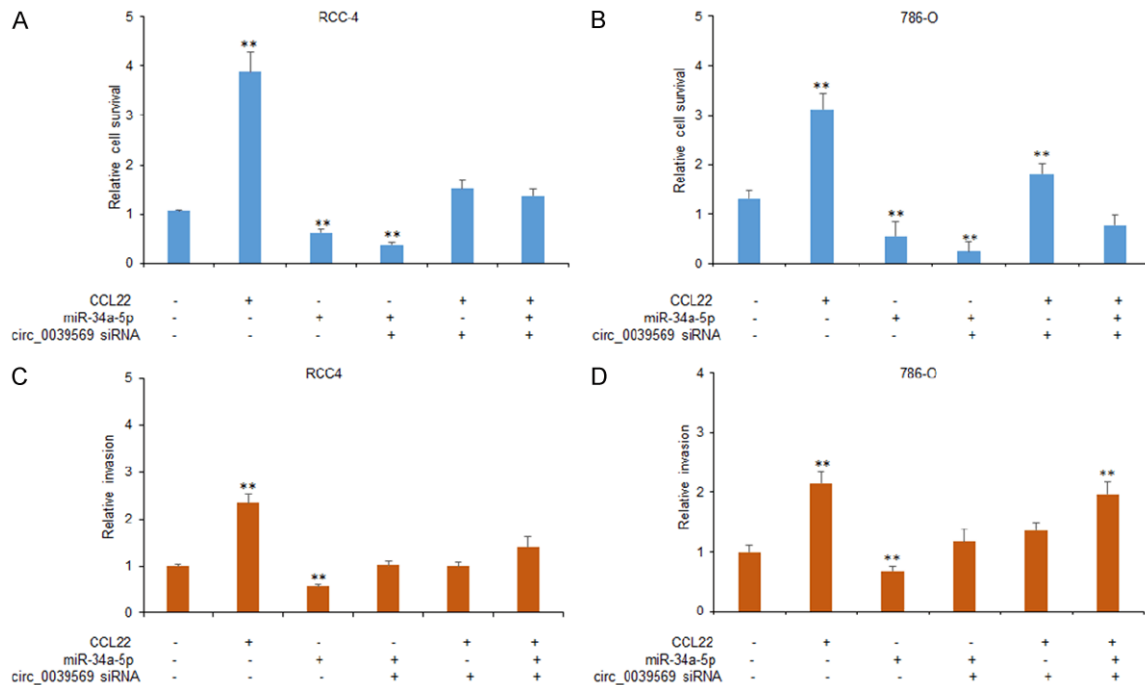 A
RCC-4
Relative cell survival
5
4
3
2
1
0
** ** **
CCL22 - + - - + +
miR-34a-5p - - + + - +
circ_0039569 siRNA - - - + + +
B
786-O
Relative cell survival
5
4
3
2
1
0
** ** ** **
CCL22 - + - - + +
miR-34a-5p - - + + - +
circ_0039569 siRNA - - - + + +
C
RCC4
Relative invasion
5
4
3
2
1
0
** **
CCL22 - + - - + +
miR-34a-5p - - + + - +
circ_0039569 siRNA - - - + + +
D
786-O
Relative invasion
4
3
2
1
0
** ** **
CCL22 - + - - + +
miR-34a-5p - - + + - +
circ_0039569 siRNA - - - + + +